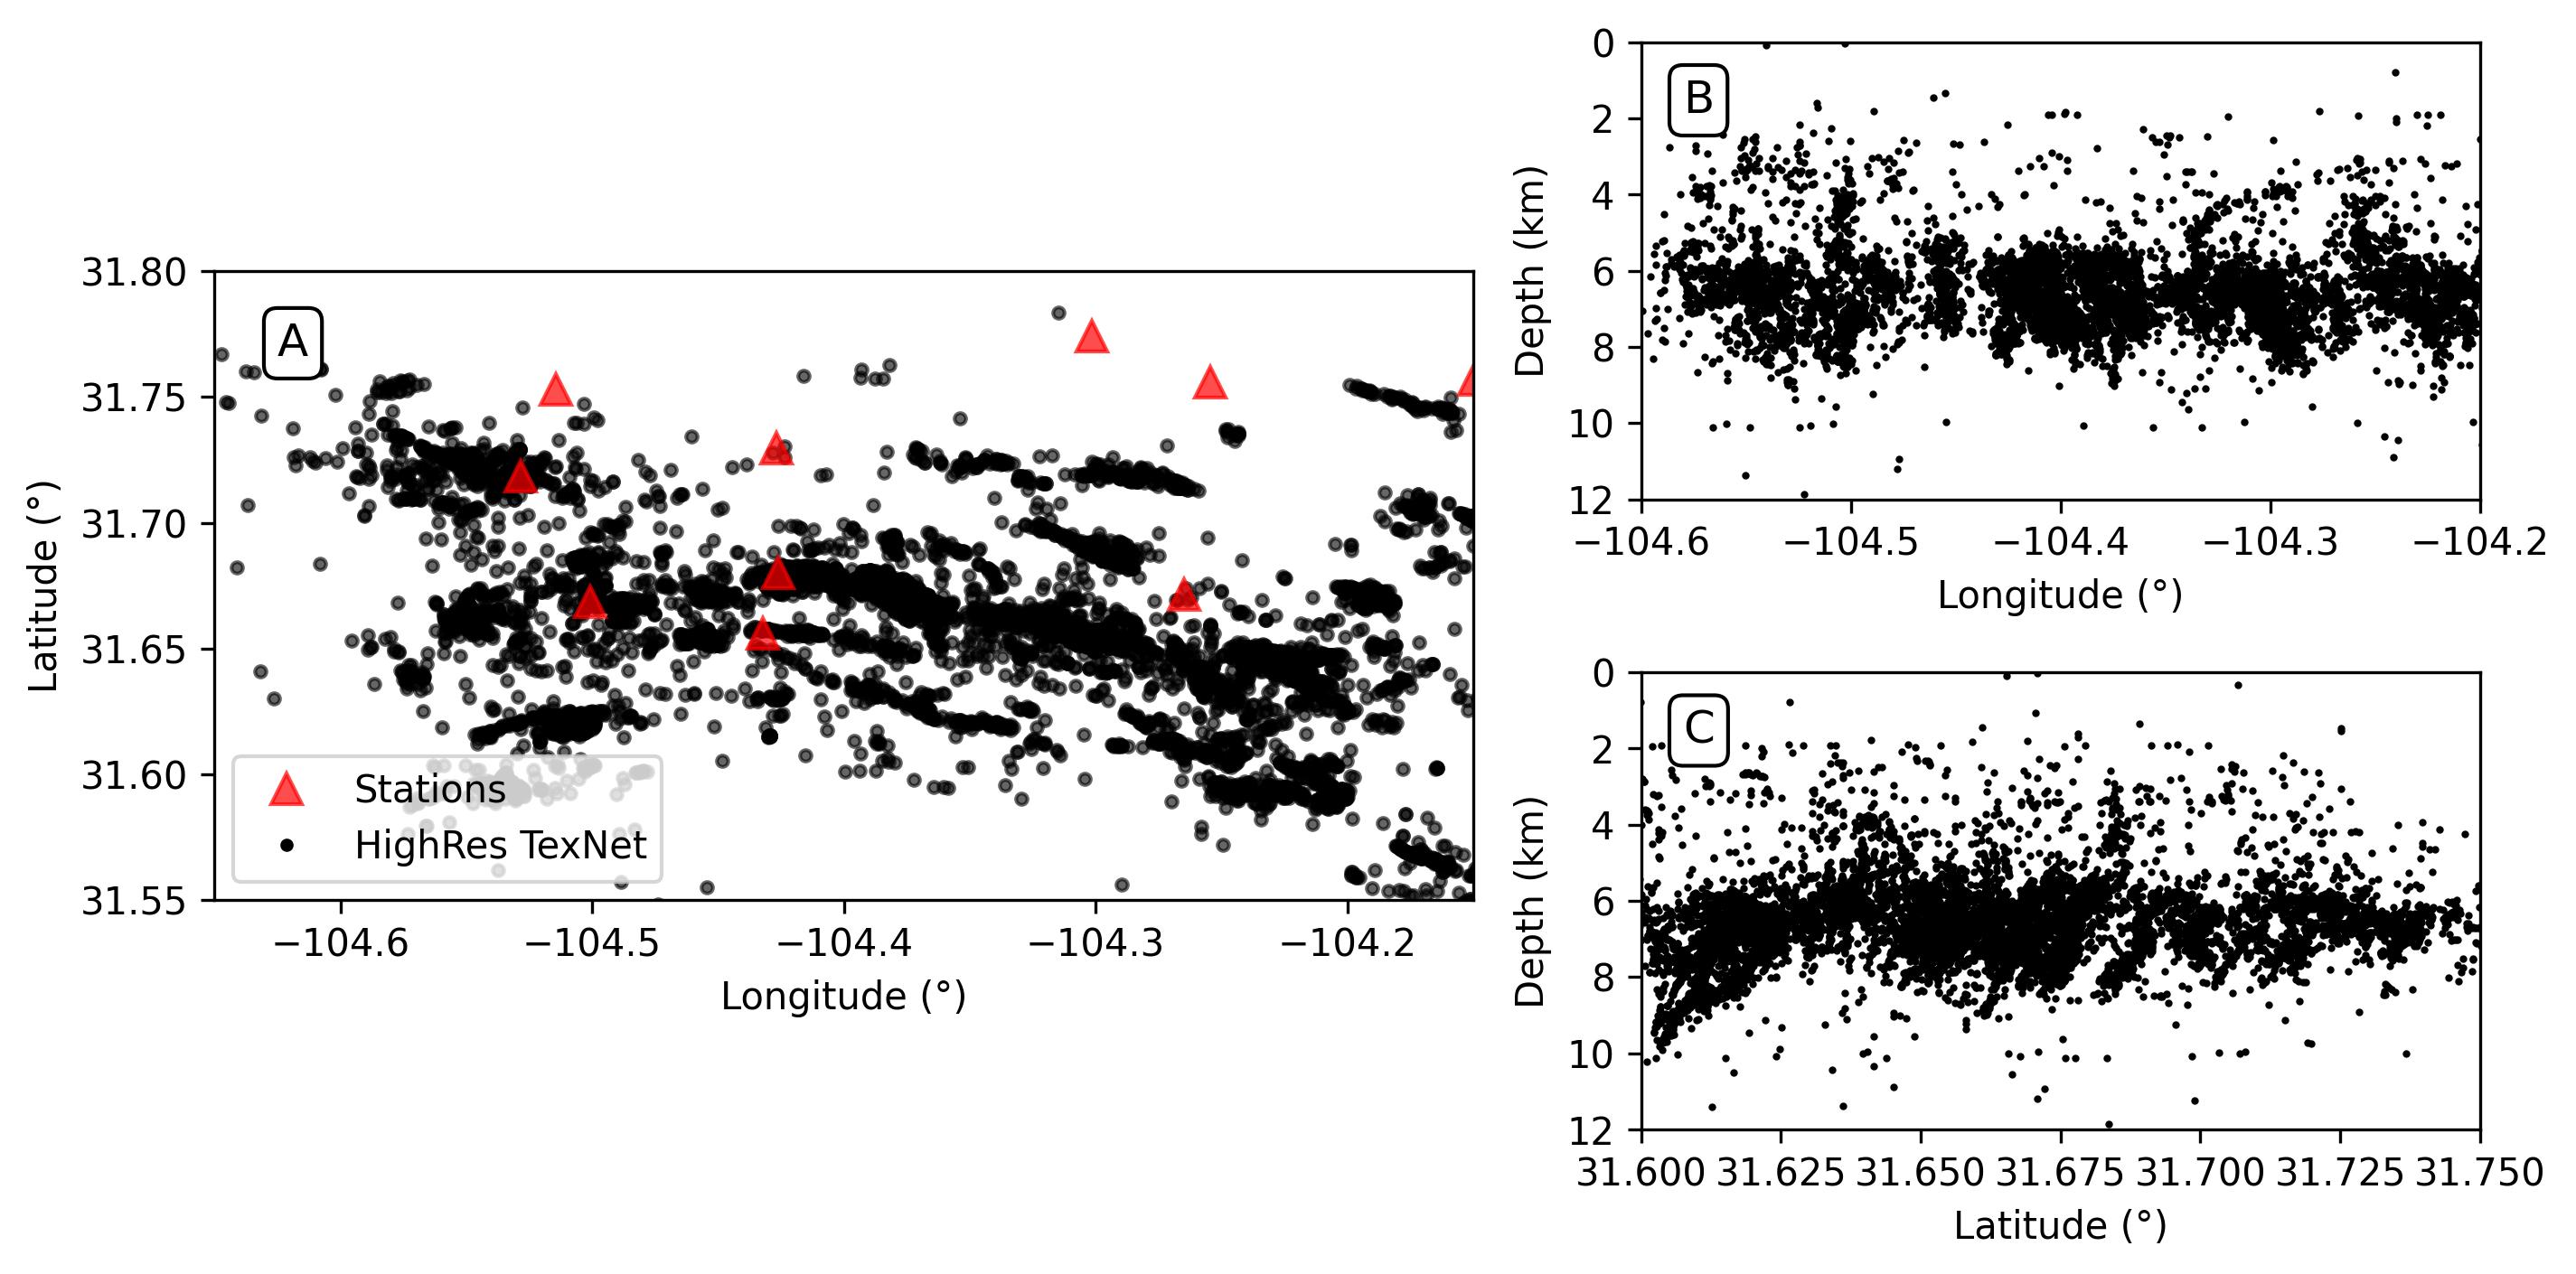 A
31.80
31.75
31.70
31.65
31.60
31.55
Latitude (°)
Stations
HighRes TexNet
−104.6 −104.5 −104.4 −104.3 −104.2
Longitude (°)
B
0
2
4
6
8
10
12
Depth (km)
−104.6 −104.5 −104.4 −104.3 −104.2
Longitude (°)
C
0
2
4
6
8
10
12
Depth (km)
31.600 31.625 31.650 31.675 31.700 31.725 31.750
Latitude (°)